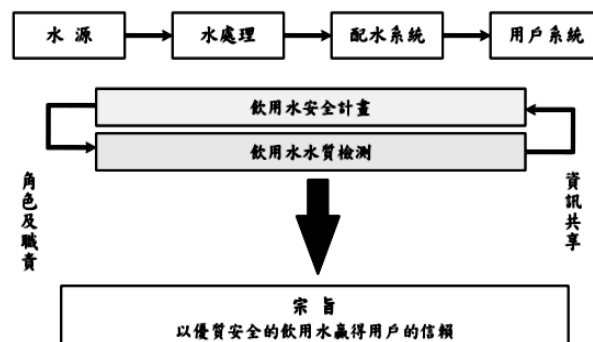 水 源
水處理
配水系統
用戶系統
飲用水安全計畫
飲用水水質檢測
角色及職責
資訊共享
宗 旨
以優質安全的飲用水贏得用戶的信賴